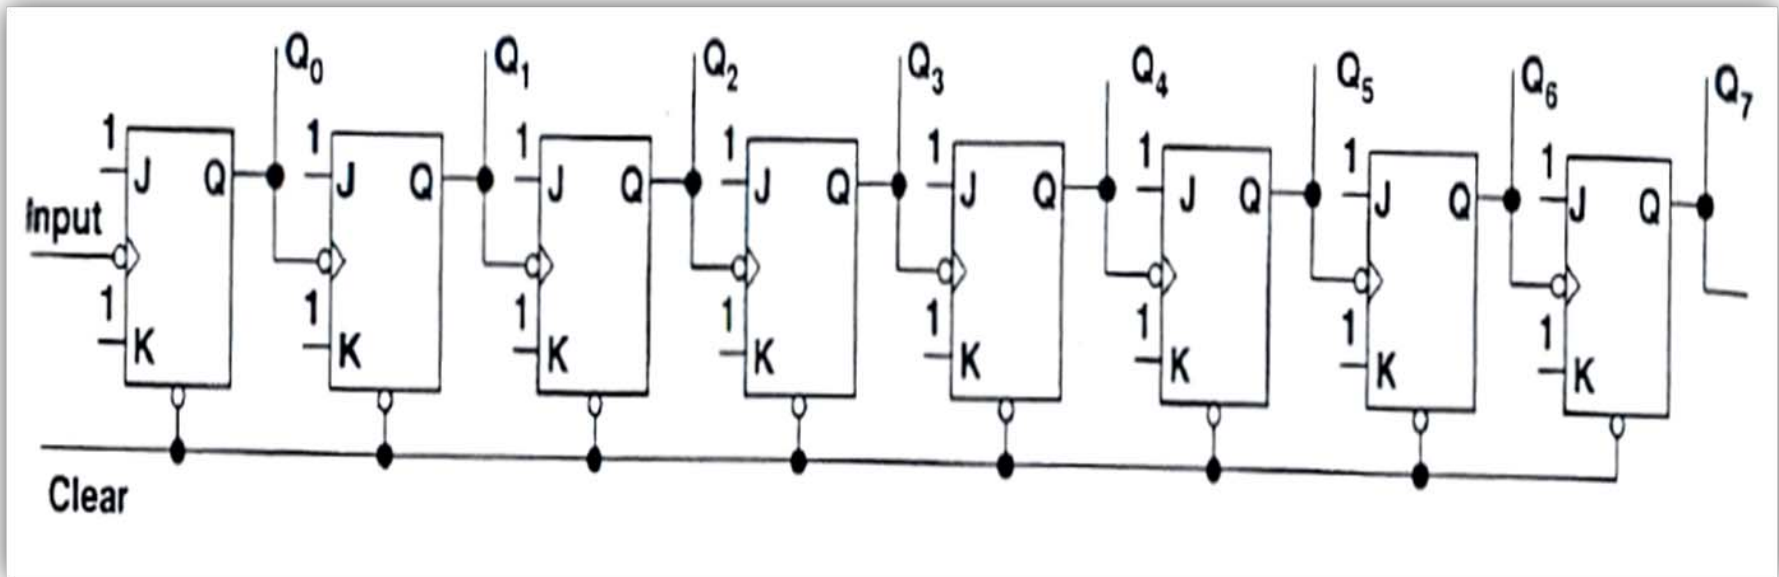 Q0 Q1 Q2 Q3 Q4 Q5 Q6 Q7
1 1 1 1 1 1 1 1
J Q J Q J Q J Q J Q J Q J Q J Q
Input
1 1 1 1 1 1 1 1
K K K K K K K K
Clear